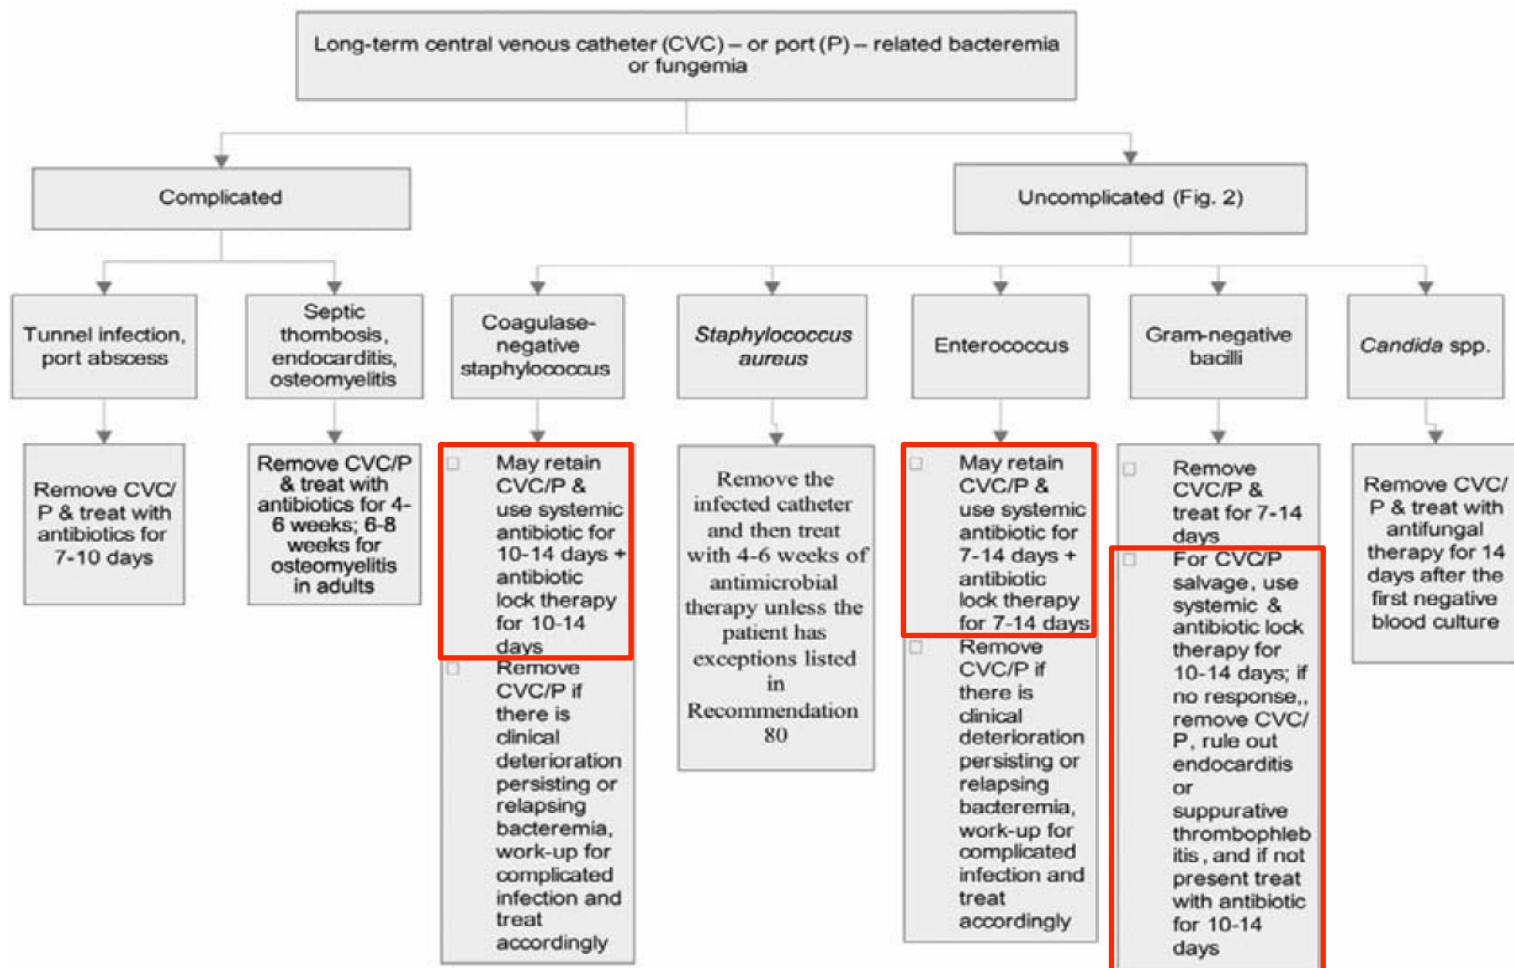 Long-term central venous catheter (CVC) – or port (P) – related bacteremia
or fungemia
Complicated
Uncomplicated (Fig. 2)
Tunnel infection,
port abscess
Septic
thombosis,
endocarditis,
osteomyelitis
Coagulase-
negative
staphylococcus
Staphylococcus
aureus
Enterococcus
Gram-negative
bacilli
Candida spp.
Remove CVC/
P & treat with
antibiotics for
7-10 days
Remove CVC/P
& treat with
antibiotics for 4-
6 weeks; 6-8
weeks for
osteomyelitis
in adults
May retain
CVC/P &
use systemic
antibiotic for
10-14 days +
antibiotic
lock therapy
for 10-14
days
Remove
CVC/P if
there is
clinical
deterioration
persisting or
relapsing
bacteremia,
work-up for
complicated
infection and
treat
accordingly
Remove the
infected catheter
and then treat
with 4-6 weeks of
antimicrobial
therapy unless the
patient has
exceptions listed
in
Recommendation
80
May retain
CVC/P &
use systemic
antibiotic for
7-14 days +
antibiotic
lock therapy
for 7-14 days
Remove
CVC/P if
there is
clinical
deterioration
persisting or
relapsing
bacteremia,
work-up for
complicated
infection and
treat
accordingly
Remove
CVC/P &
treat for 7-14
days
For CVC/P
salvage, use
systemic &
antibiotic lock
therapy for
10-14 days; if
no response,,
remove CVC/
P, rule out
endocarditis
or
suppurative
thrombophleb
itis, and if not
present treat
with antibiotic
for 10-14
days
Remove CVC/
P & treat with
antifungal
therapy for 14
days after the
first negative
blood culture